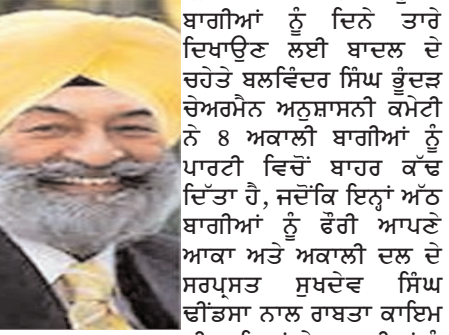 ਬਾਗੀਆਂ ਨੂੰ ਦਿਨੇ ਤਾਰੇ
ਦਿਖਾਉਣ ਲਈ ਬਾਦਲ ਦੇ
ਚਹੇਤੇ ਬਲਵਿੰਦਰ ਸਿੰਘ ਭੂੰਦੜ
ਚੇਅਰਮੈਨ ਅਨੁਸ਼ਾਸਨੀ ਕਮੇਟੀ
ਨੇ 8 ਅਕਾਲੀ ਬਾਗੀਆਂ ਨੂੰ
ਪਾਰਟੀ ਵਿਚੋਂ ਬਾਹਰ ਕੱਢ
ਦਿੱਤਾ ਹੈ, ਜਦੋਂਕਿ ਇਨ੍ਹਾਂ ਅੱਠ
ਬਾਗੀਆਂ ਨੂੰ ਫੌਰੀ ਆਪਣੇ
ਆਕਾ ਅਤੇ ਅਕਾਲੀ ਦਲ ਦੇ
ਸਰਪ੍ਰਸਤ ਸੁਖਦੇਵ ਸਿੰਘ
ਢੀਂਡਸਾ ਨਾਲ ਰਾਬਤਾ ਕਾਇਮ